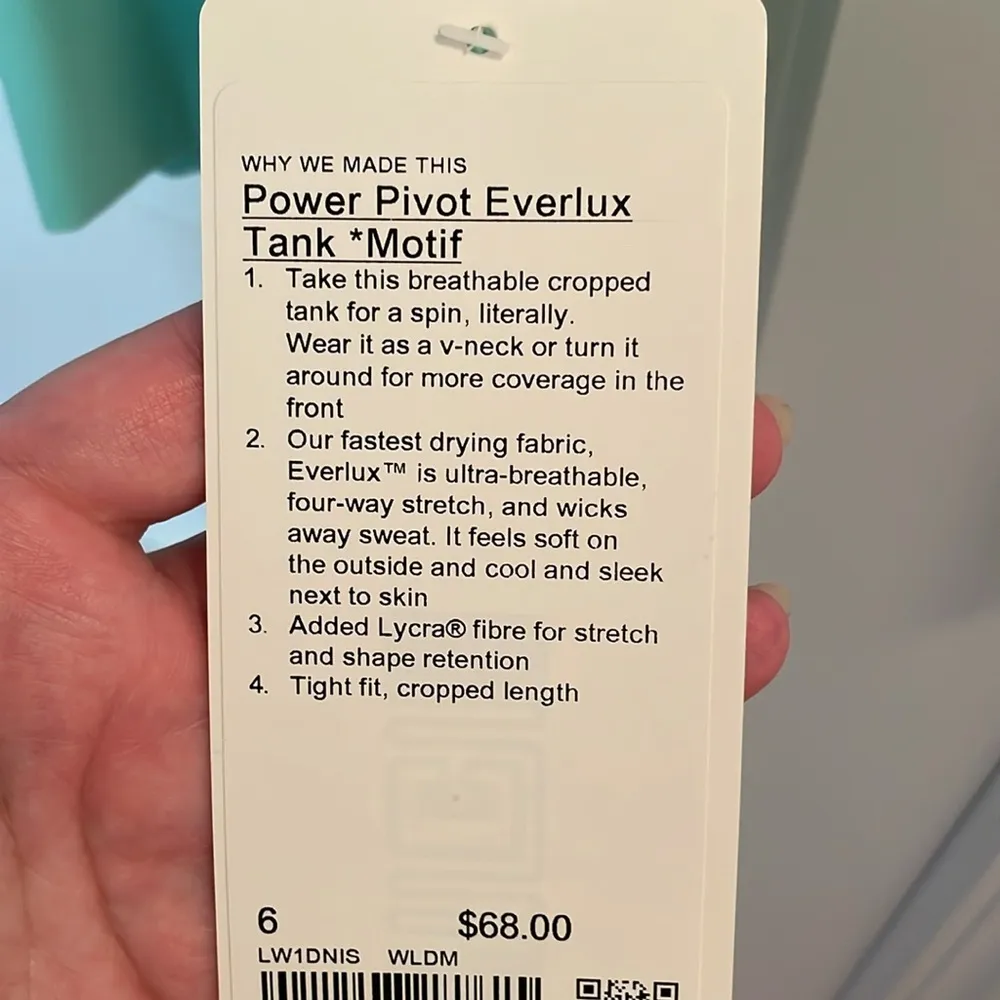 WHY WE MADE THIS
Power Pivot Everlux
Tank *Motif
1. Take this breathable cropped
tank for a spin, literally.
Wear it as a v-neck or turn it
around for more coverage in the
front
2. Our fastest drying fabric,
Everlux™ is ultra-breathable,
four-way stretch, and wicks
away sweat. It feels soft on
the outside and cool and sleek
next to skin
3. Added Lycra® fibre for stretch
and shape retention
4. Tight fit, cropped length
6 $68.00
LW1DNIS WLDM